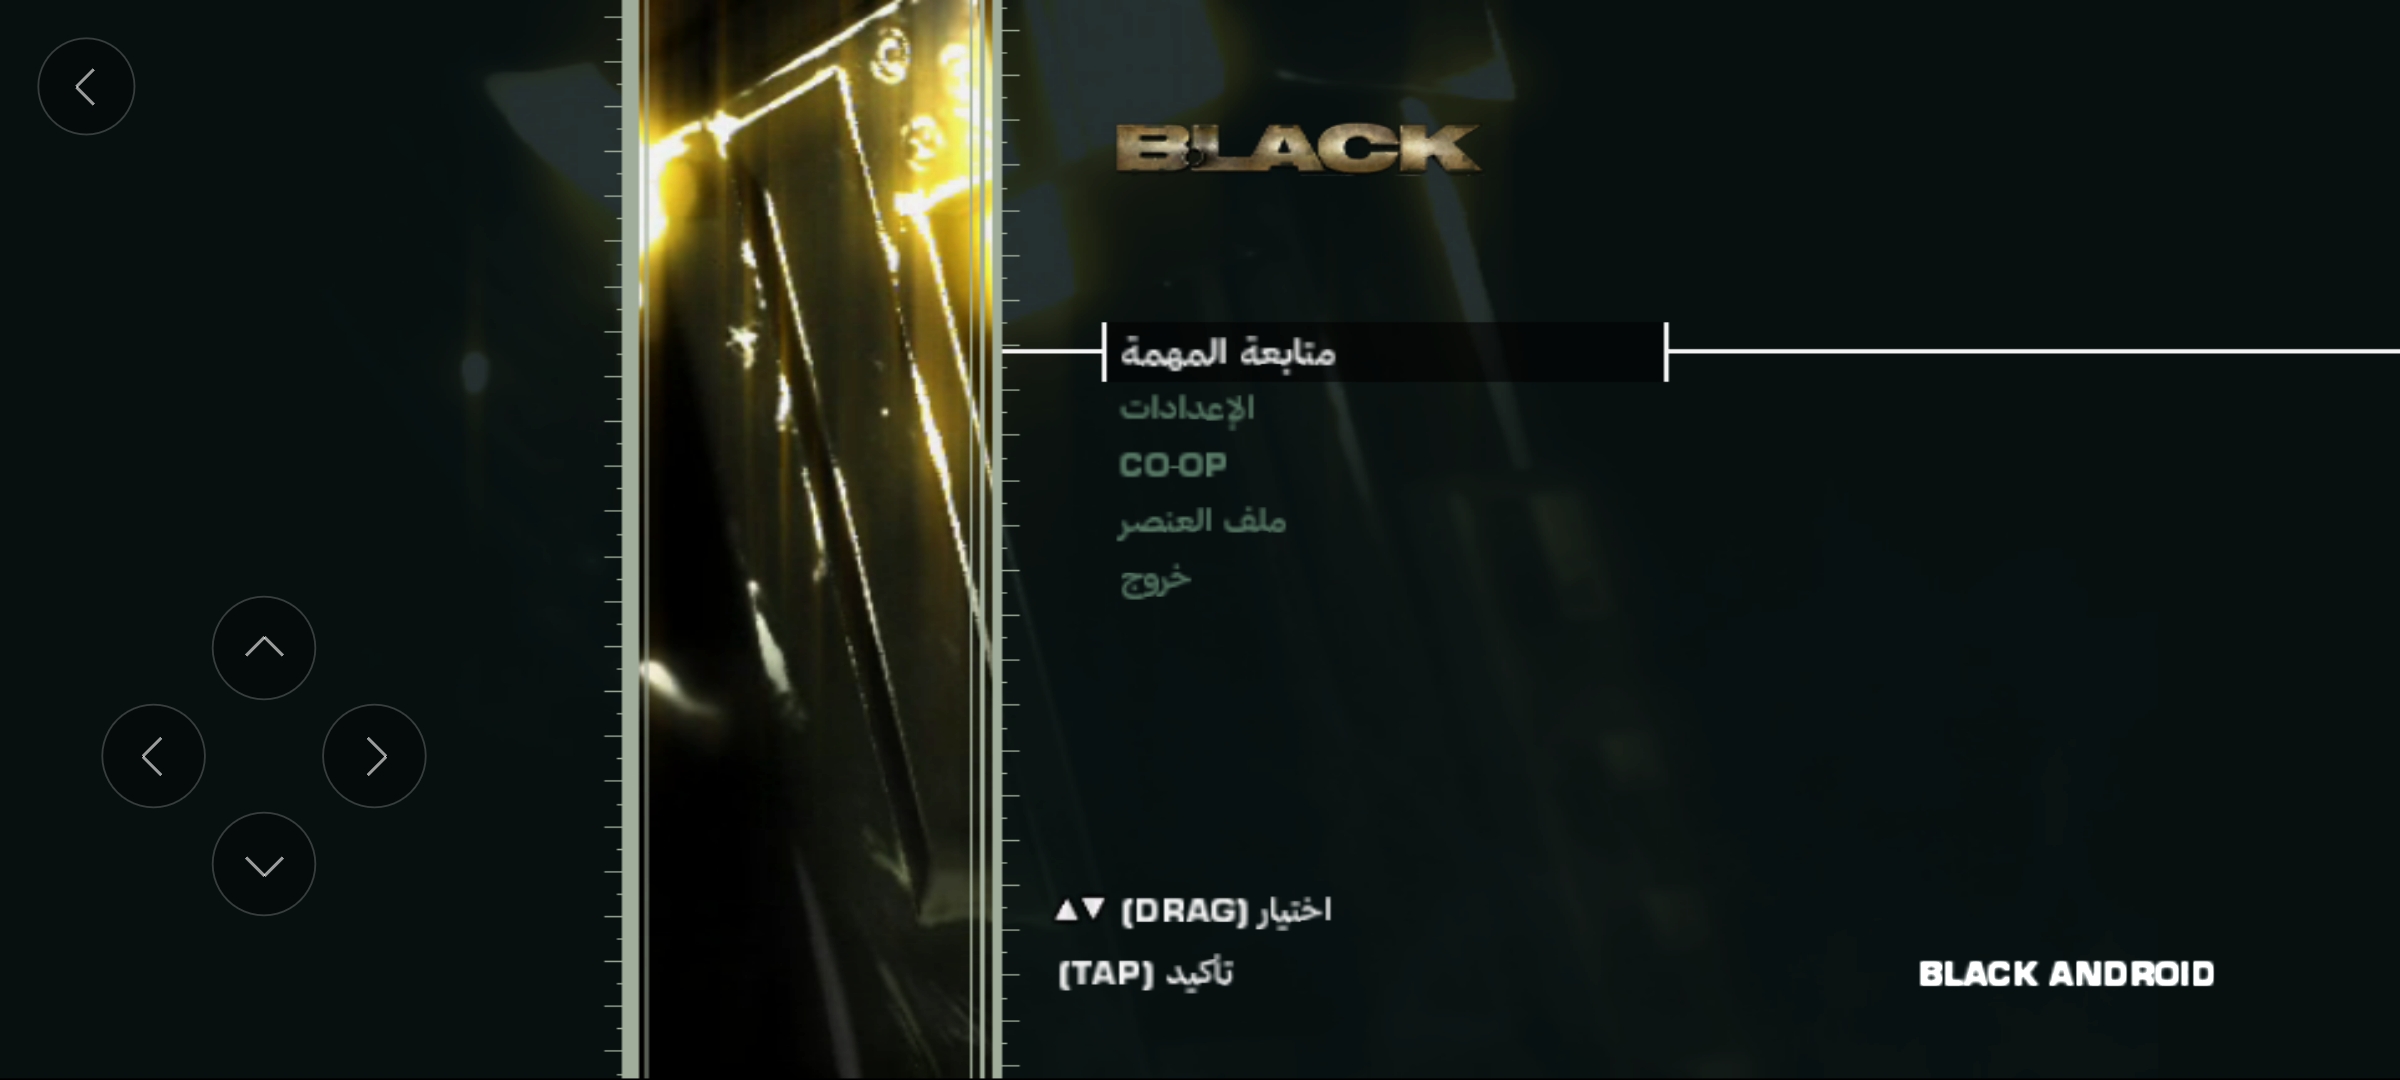 BLACK
متابعة المهمة
الإعدادات
CO-OP
ملف العنصر
خروج
▲▼ (DRAG) اختيار
(TAP) تأكيد
BLACK ANDROID